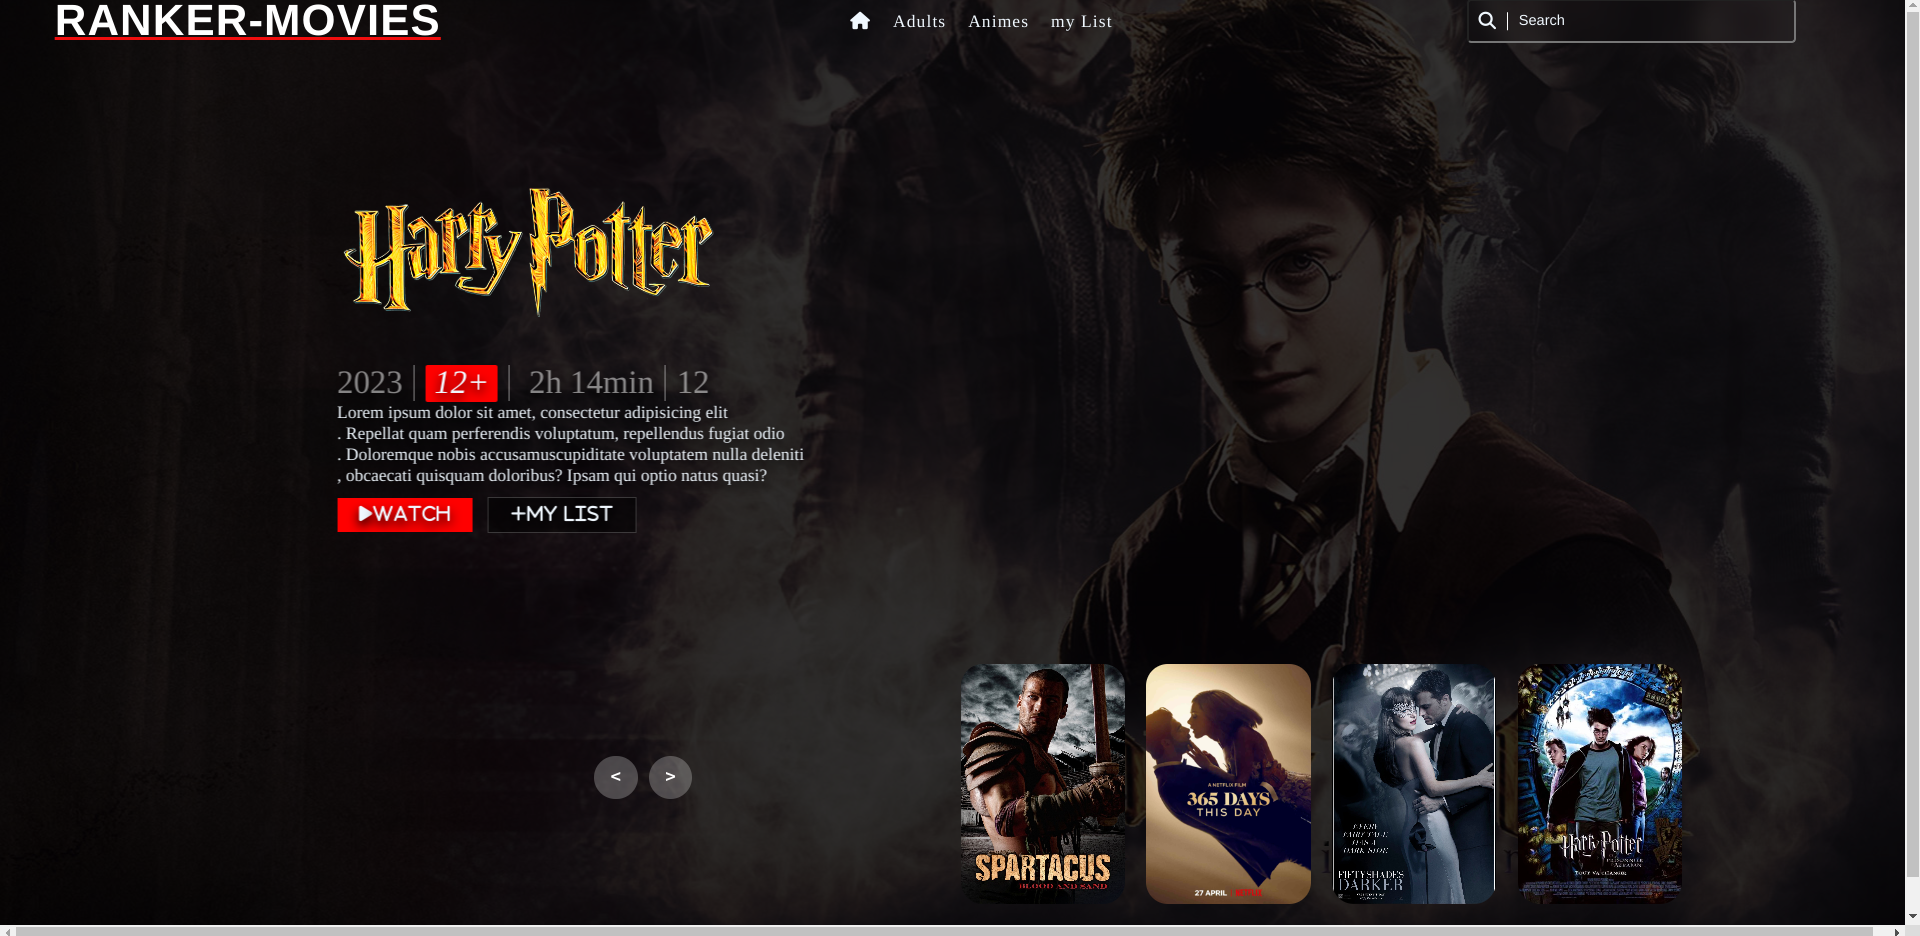 RANKER-MOVIES
Adults Animes my List
Search
Harry Potter
2023 12+ 2h 14min 12
Lorem ipsum dolor sit amet, consectetur adipisicing elit
. Repellat quam perferendis voluptatum, repellendus fugiat odio
. Doloremque nobis accusamuscupiditate voluptatem nulla deleniti
, obcaecati quisquam doloribus? Ipsam qui optio natus quasi?
WATCH +MY LIST
< >
SPARTACUS
BLOOD AND SAND
A NETFLIX FILM
365 DAYS
THIS DAY
27 APRIL NETFLIX
A VERY
FAIRY TALE
HAS A
DARK SIDE
FIFTY SHADES
DARKER
Harry Potter